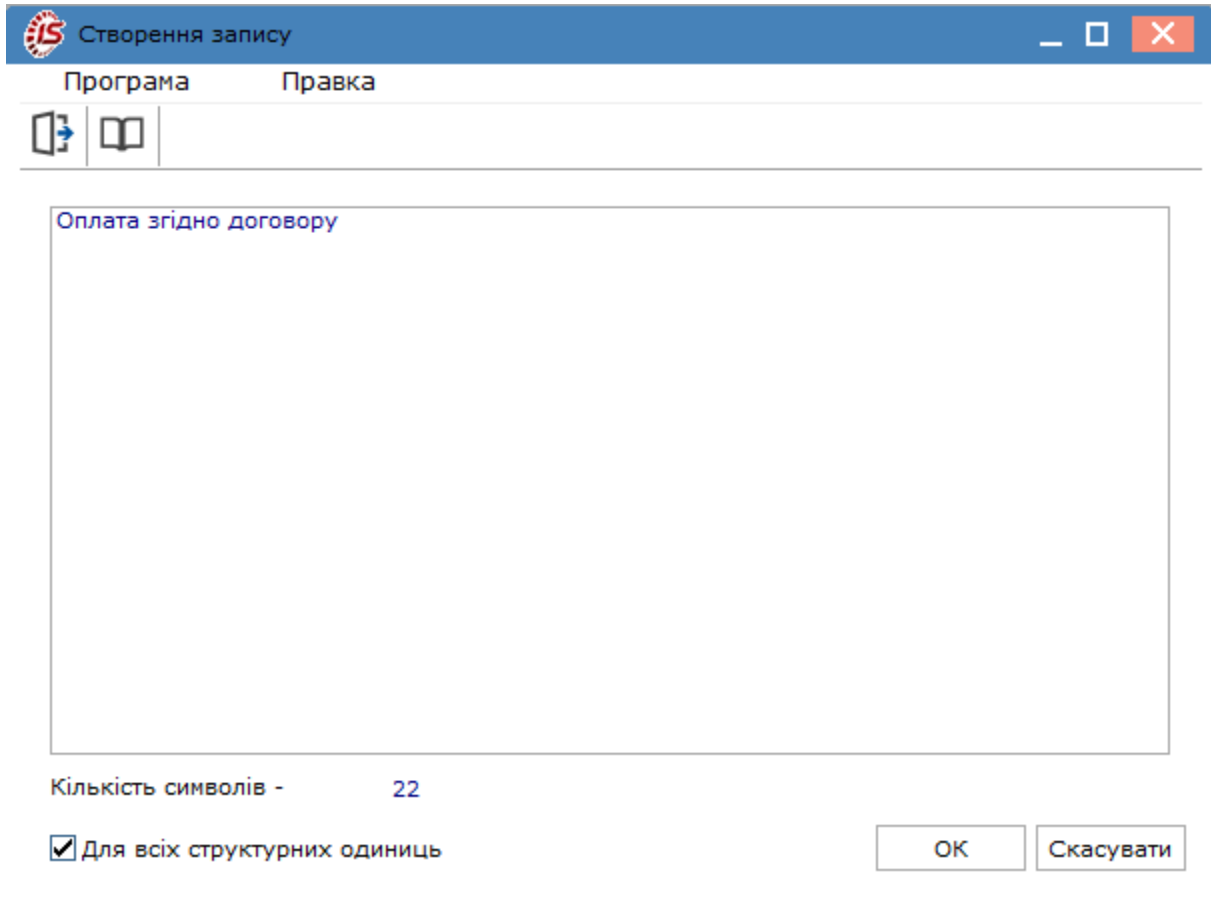 IS Створення запису
Програма Правка
Оплата згідно договору
Кількість символів - 22
Для всіх структурних одиниць ОК Скасувати